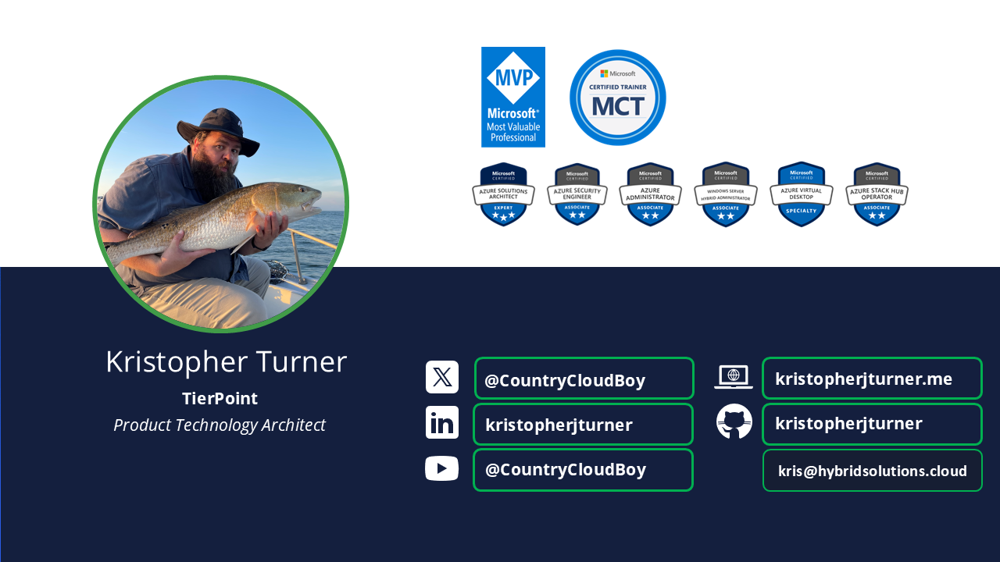 MVP
Microsoft®
Most Valuable
Professional
Microsoft
CERTIFIED TRAINER
MCT
Microsoft
CERTIFIED
AZURE SOLUTIONS
ARCHITECT
EXPERT
Microsoft
CERTIFIED
AZURE SECURITY
ENGINEER
ASSOCIATE
Microsoft
CERTIFIED
AZURE
ADMINISTRATOR
ASSOCIATE
Microsoft
CERTIFIED
WINDOWS SERVER
HYBRID ADMINISTRATOR
ASSOCIATE
Microsoft
CERTIFIED
AZURE VIRTUAL
DESKTOP
SPECIALTY
Microsoft
CERTIFIED
AZURE STACK HUB
OPERATOR
ASSOCIATE
Kristopher Turner
TierPoint
Product Technology Architect
@CountryCloudBoy
kristopherjturner
@CountryCloudBoy
kristopherjturner.me
kristopherjturner
kris@hybridsolutions.cloud